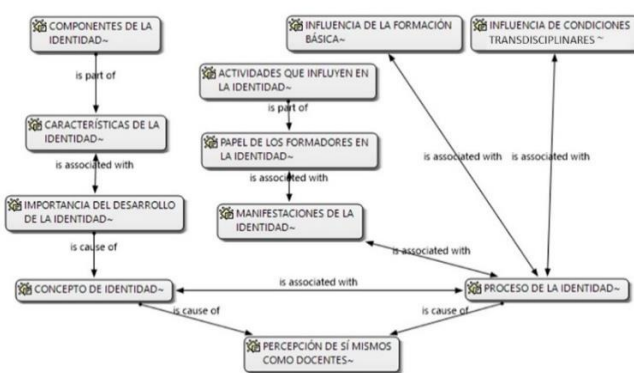 COMPONENTES DE LA
IDENTIDAD~
INFLUENCIA DE LA FORMACIÓN
BÁSICA~
INFLUENCIA DE CONDICIONES
TRANSDISCIPLINARES ~
is part of
ACTIVIDADES QUE INFLUYEN EN
LA IDENTIDAD~
is part of
CARACTERÍSTICAS DE LA
IDENTIDAD~
PAPEL DE LOS FORMADORES EN
LA IDENTIDAD~
is associated with
is associated with
is associated with
is associated with
IMPORTANCIA DEL DESARROLLO
DE LA IDENTIDAD~
MANIFESTACIONES DE LA
IDENTIDAD~
is cause of
is associated with
CONCEPTO DE IDENTIDAD~
is associated with
PROCESO DE LA IDENTIDAD~
is cause of
is cause of
PERCEPCIÓN DE SÍ MISMOS
COMO DOCENTES~